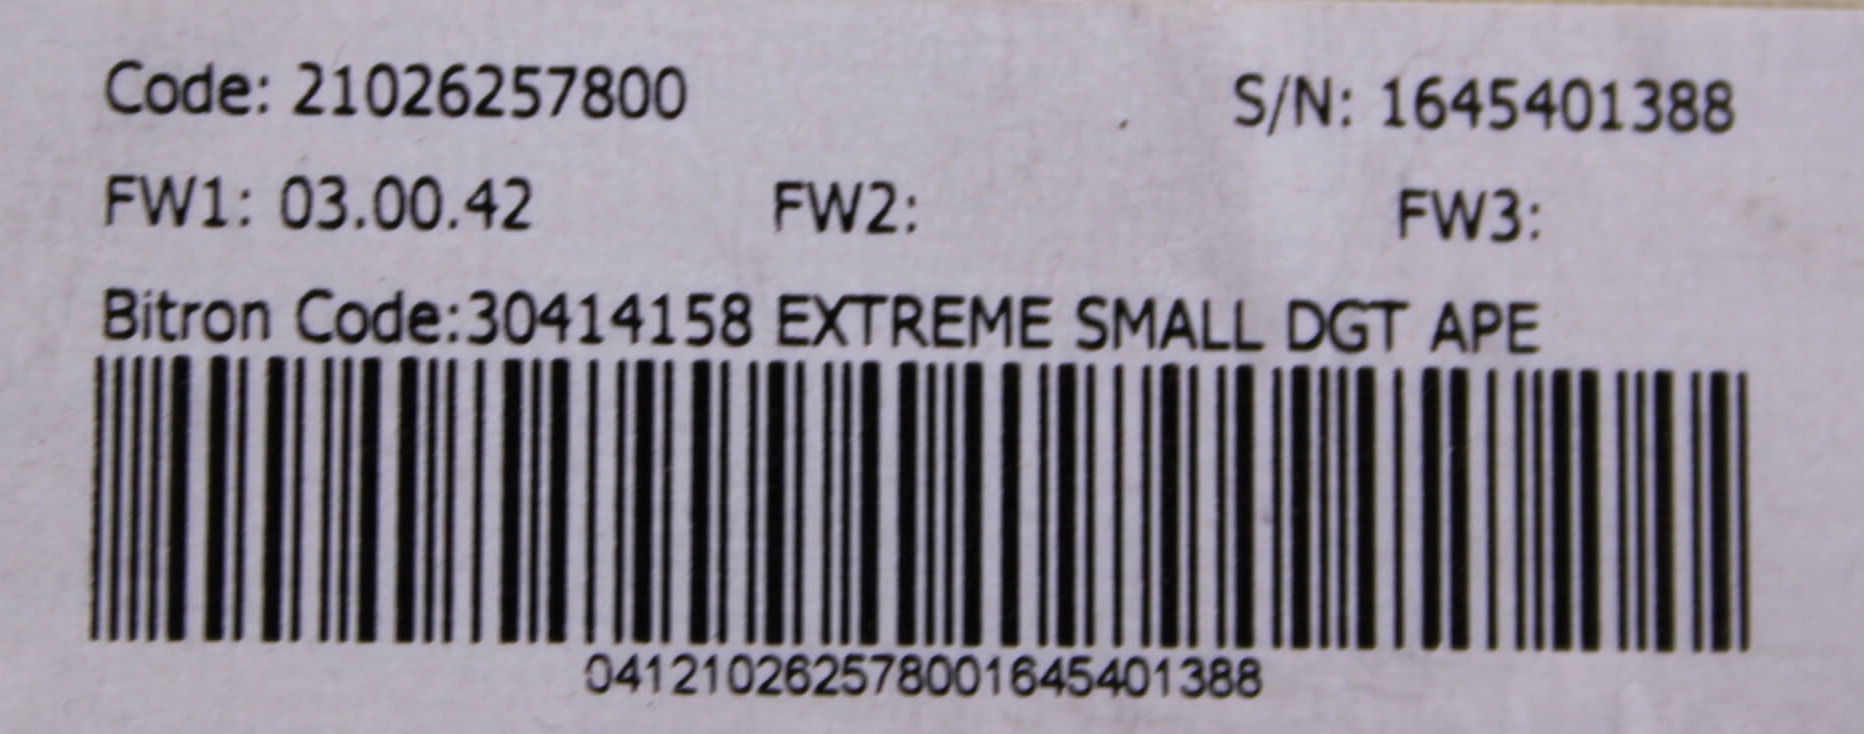 Code: 21026257800 S/N: 1645401388
FW1: 03.00.42 FW2: FW3:
Bitron Code:30414158 EXTREME SMALL DGT APE
041210262578001645401388